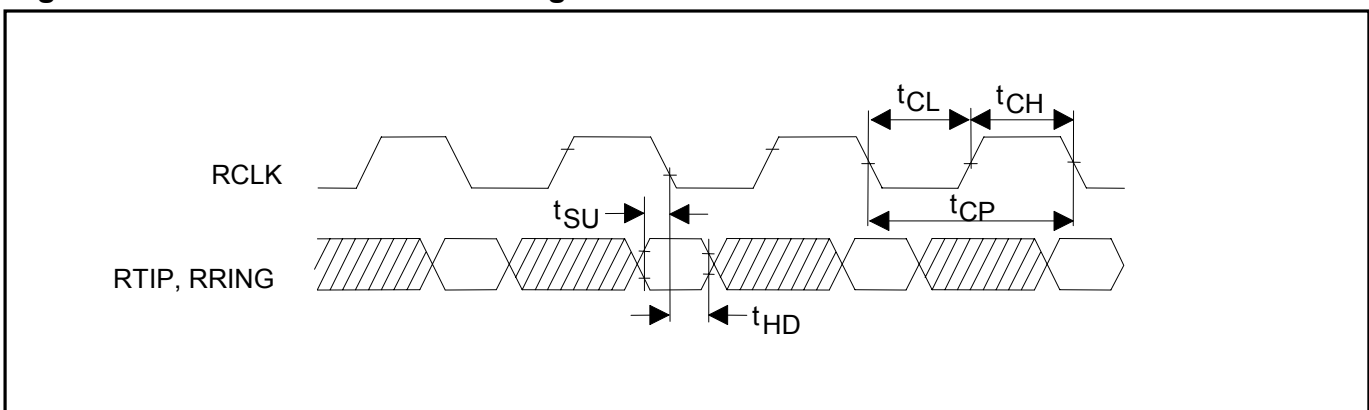 tCL
tCH
RCLK
tSU
tCP
RTIP, RRING
tHD